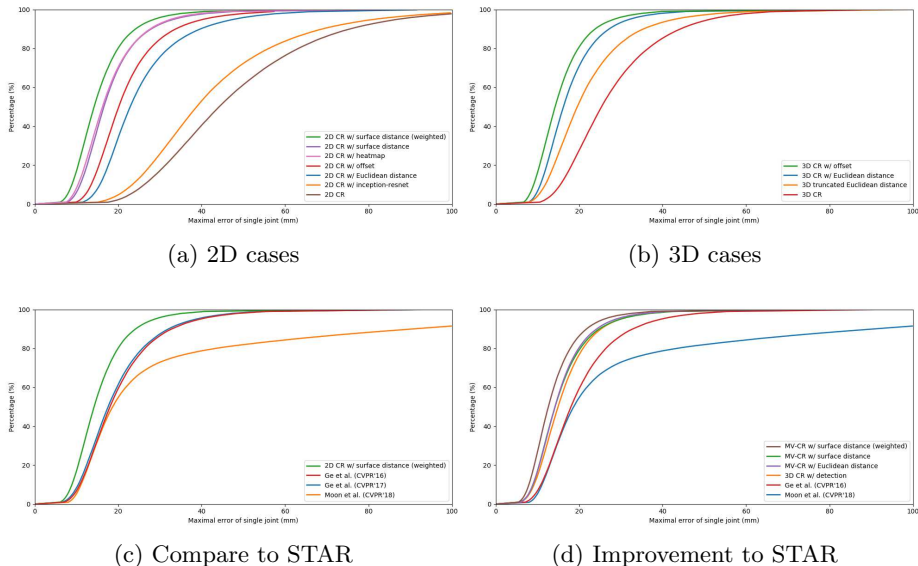 100
80
60
40
20
0
Percentage (%)
2D CR w/ surface distance (weighted)
2D CR w/ surface distance
2D CR w/ heatmap
2D CR w/ offset
2D CR w/ Euclidean distance
2D CR w/ inception-resnet
2D CR
0 20 40 60 80 100
Maximal error of single joint (mm)
(a) 2D cases
100
80
60
40
20
0
Percentage (%)
3D CR w/ offset
3D CR w/ Euclidean distance
3D truncated Euclidean distance
3D CR
0 20 40 60 80 100
Maximal error of single joint (mm)
(b) 3D cases
100
80
60
40
20
0
Percentage (%)
2D CR w/ surface distance (weighted)
Ge et al. (CVPR'16)
Ge et al. (CVPR'17)
Moon et al. (CVPR'18)
0 20 40 60 80 100
Maximal error of single joint (mm)
(c) Compare to STAR
100
80
60
40
20
0
Percentage (%)
MV-CR w/ surface distance (weighted)
MV-CR w/ surface distance
MV-CR w/ Euclidean distance
3D CR w/ detection
Ge et al. (CVPR'16)
Moon et al. (CVPR'18)
0 20 40 60 80 100
Maximal error of single joint (mm)
(d) Improvement to STAR